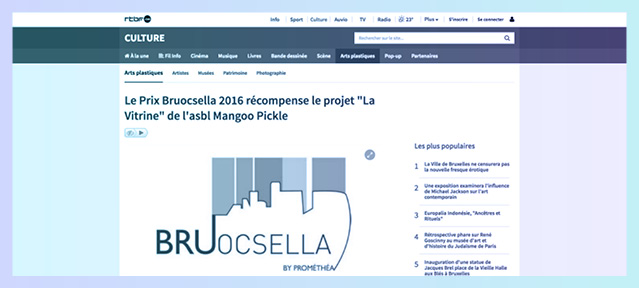 rtbf.be Info Sport Culture Auvio TV Radio 23° Plus S'inscrire Se connecter
CULTURE Rechercher sur le site...
À la une Fil Info Cinéma Musique Livres Bande dessinée Scène Arts plastiques Pop-up Partenaires
Arts plastiques Artistes Musées Patrimoine Photographie
Le Prix Bruocsella 2016 récompense le projet "La
Vitrine" de l'asbl Mangoo Pickle
BRUOCSELLA
BY PROMÉTHÉA
Les plus populaires
1 La Ville de Bruxelles ne censurera pas
la nouvelle fresque érotique
2 Une exposition examinera l'influence
de Michael Jackson sur l'art
contemporain
3 Europalia Indonésie, "Ancêtres et
Rituels"
4 Rétrospective phare sur René
Goscinny au musée d'art et
d'histoire du Judaïsme de Paris
5 Inauguration d'une statue de
Jacques Brel place de la Vieille Halle
aux Blés à Bruxelles